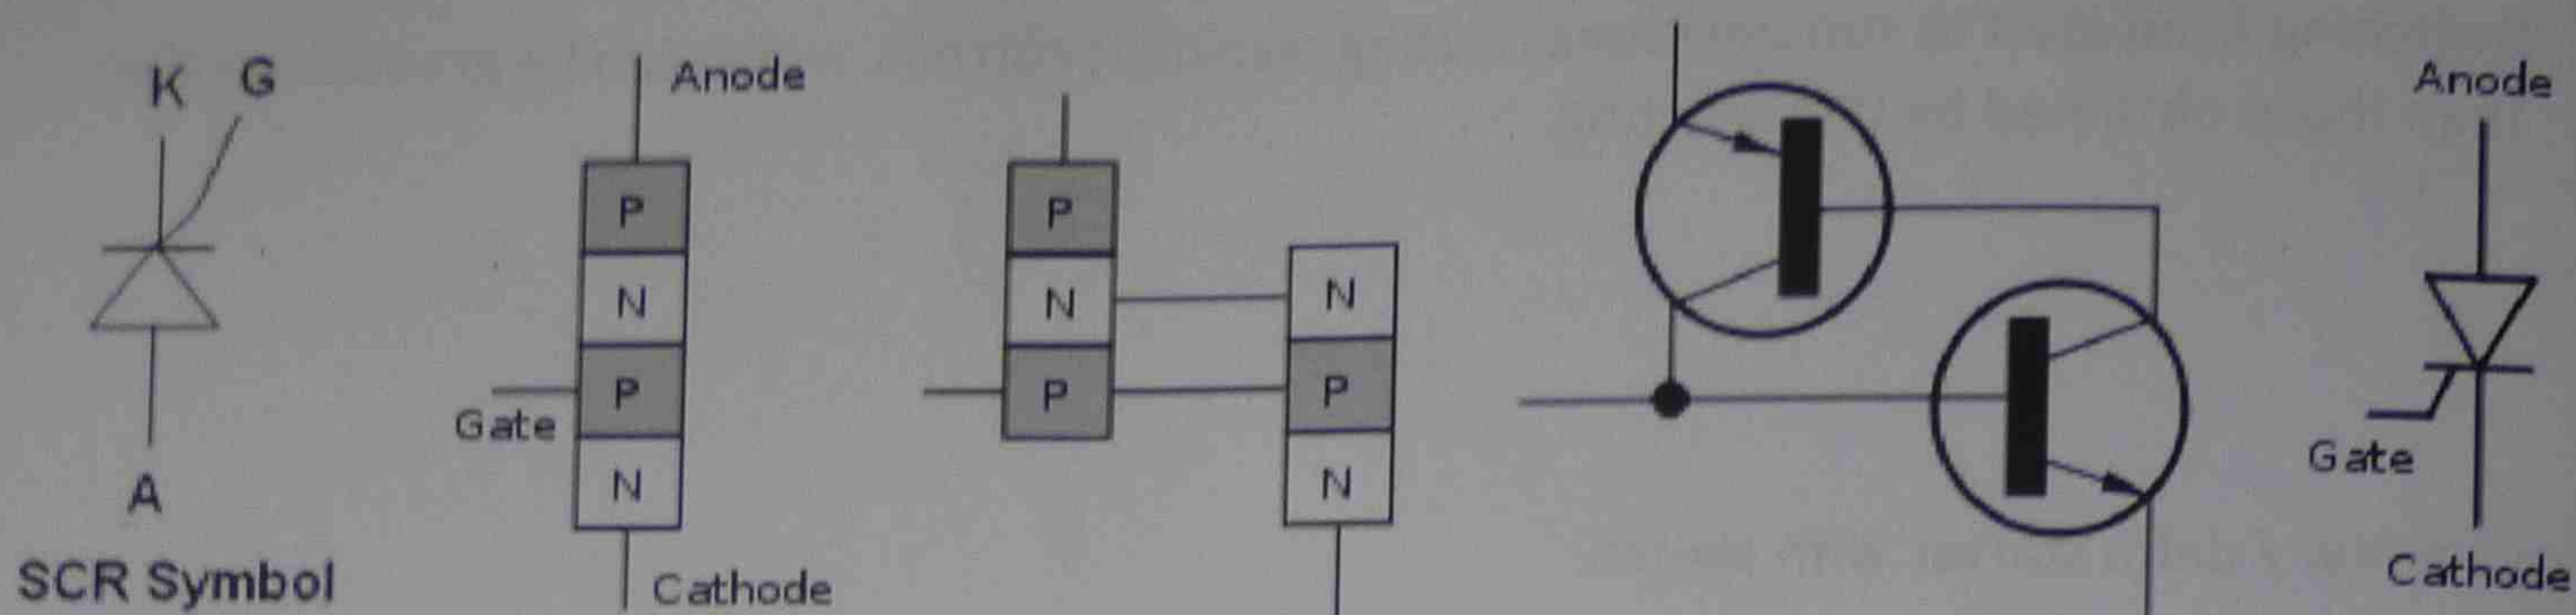 K G
A
SCR Symbol
Anode
P
N
P
N
Gate
Cathode
P
N
P
N
P
N
Anode
Gate
Cathode